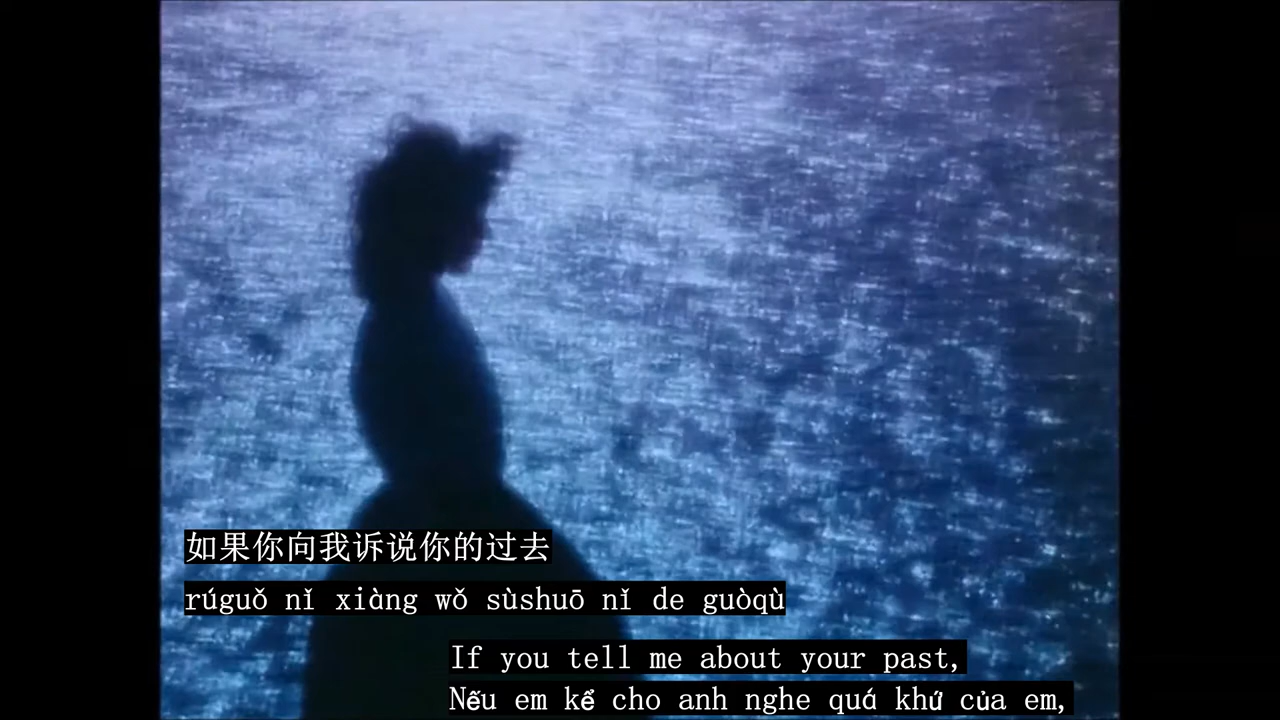 如果你向我诉说你的过去
rúguǒ nǐ xiàng wǒ sùshuō nǐ de guòqù
If you tell me about your past,
Nếu em kể cho anh nghe quá khứ của em,